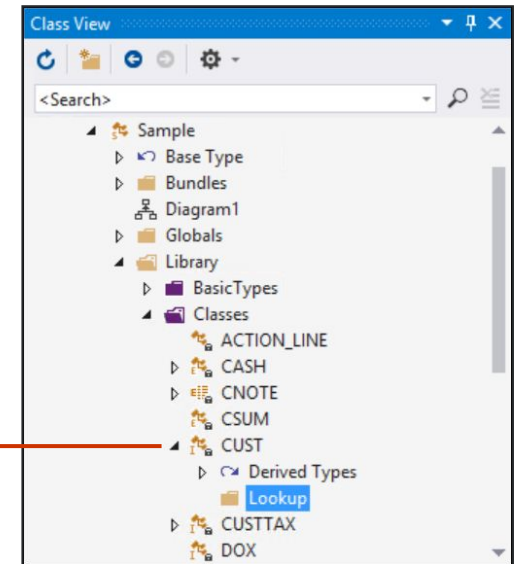 Class View
<Search>
Sample
Base Type
Bundles
Diagram1
Globals
Library
BasicTypes
Classes
ACTION_LINE
CASH
CNOTE
CSUM
CUST
Derived Types
Lookup
CUSTTAX
DOX